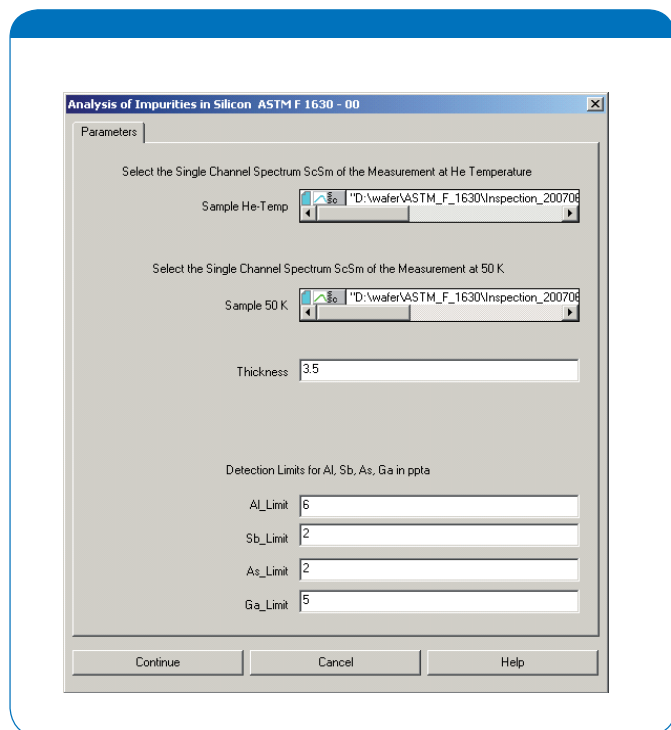 Analysis of Impurities in Silicon ASTM F 1630 - 00
Parameters
Select the Single Channel Spectrum ScSm of the Measurement at He Temperature
Sample He-Temp "D:\wafer\ASTM_F_1630\Inspection_200706
Select the Single Channel Spectrum ScSm of the Measurement at 50 K
Sample 50 K "D:\wafer\ASTM_F_1630\Inspection_200706
Thickness 3.5
Detection Limits for Al, Sb, As, Ga in ppta
Al_Limit 6
Sb_Limit 2
As_Limit 2
Ga_Limit 5
Continue Cancel Help